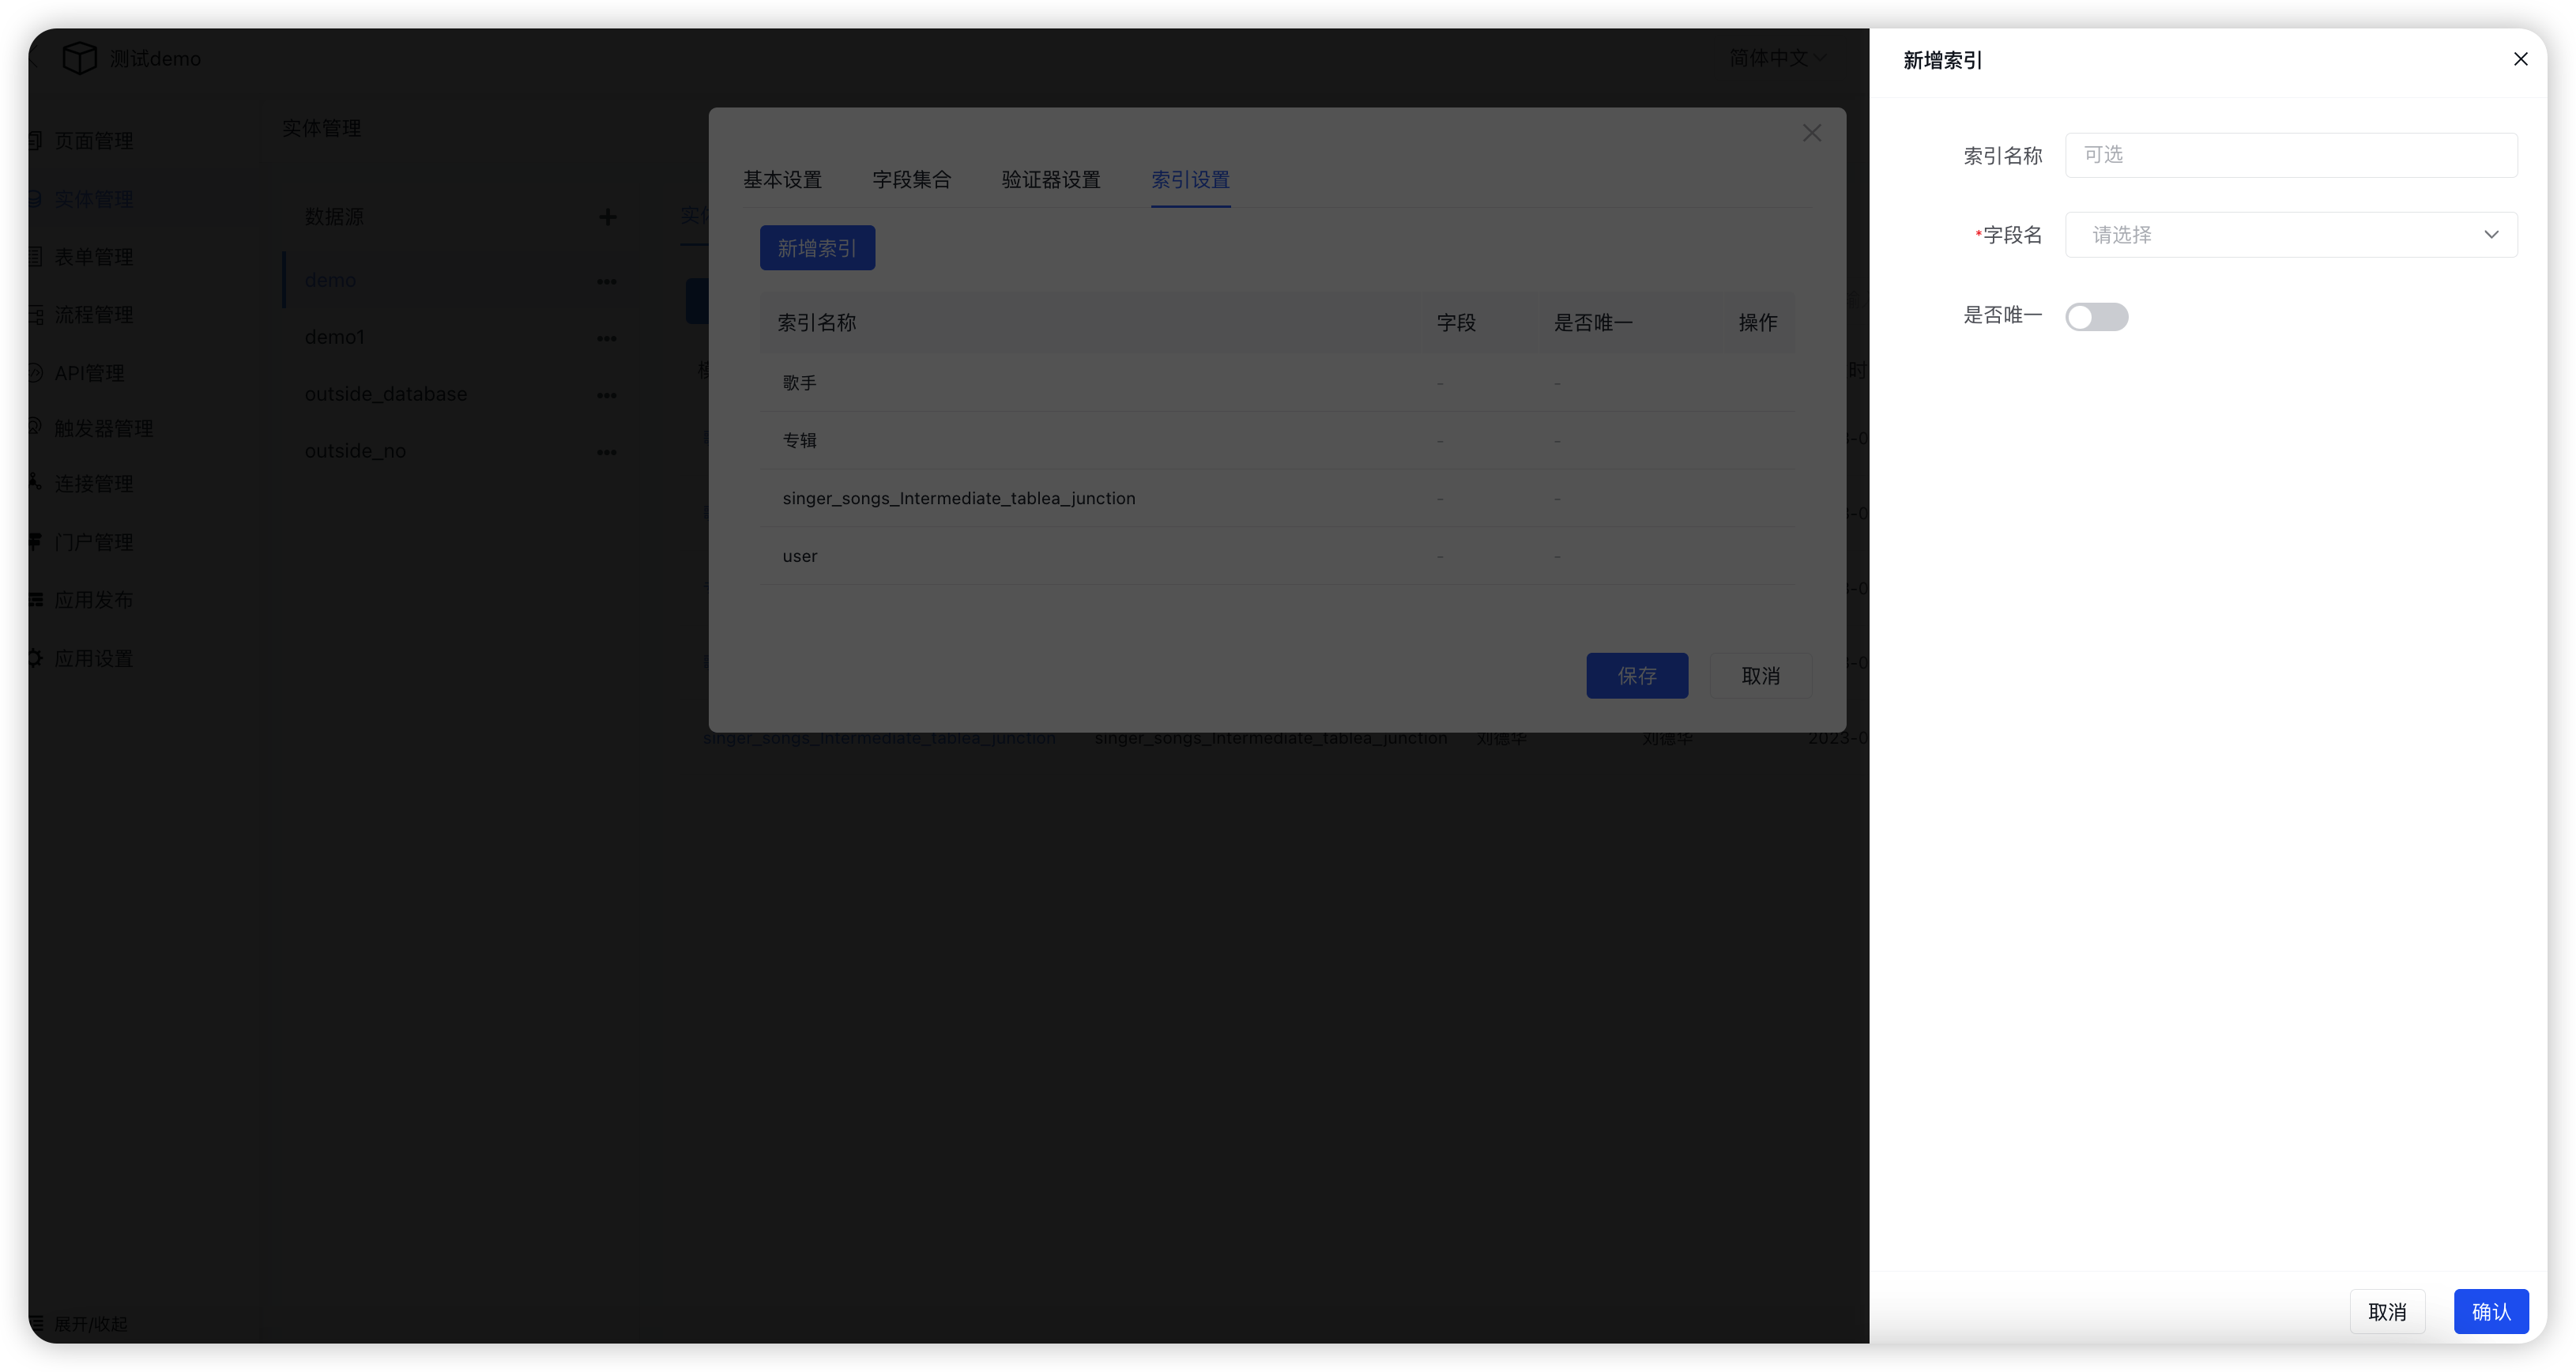 测试demo
简体中文
页面管理
实体管理
表单管理
流程管理
API管理
触发器管理
连接管理
门户管理
应用发布
应用设置
展开/收起
实体管理
数据源
demo
demo1
outside_database
outside_no
基本设置 字段集合 验证器设置 索引设置
新增索引
索引名称 字段 是否唯一 操作
歌手 - -
专辑 - -
singer_songs_Intermediate_tablea_junction - -
user - -
保存 取消
singer_songs_Intermediate_tablea_junction singer_songs_Intermediate_tablea_junction 刘德华 刘德华 2023-0
新增索引
索引名称 可选
*字段名 请选择
是否唯一
取消 确认